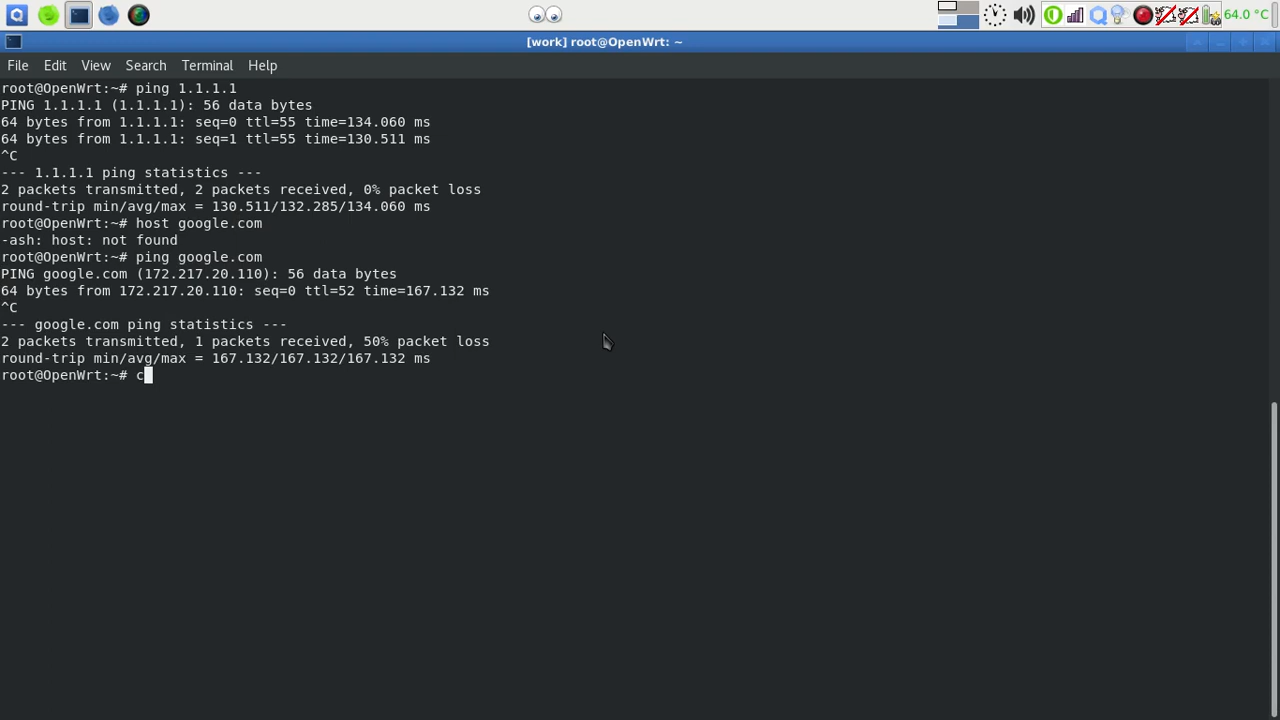 64.0 °C
[work] root@OpenWrt: ~
File Edit View Search Terminal Help
root@OpenWrt:~# ping 1.1.1.1
PING 1.1.1.1 (1.1.1.1): 56 data bytes
64 bytes from 1.1.1.1: seq=0 ttl=55 time=134.060 ms
64 bytes from 1.1.1.1: seq=1 ttl=55 time=130.511 ms
^C
--- 1.1.1.1 ping statistics ---
2 packets transmitted, 2 packets received, 0% packet loss
round-trip min/avg/max = 130.511/132.285/134.060 ms
root@OpenWrt:~# host google.com
-ash: host: not found
root@OpenWrt:~# ping google.com
PING google.com (172.217.20.110): 56 data bytes
64 bytes from 172.217.20.110: seq=0 ttl=52 time=167.132 ms
^C
--- google.com ping statistics ---
2 packets transmitted, 1 packets received, 50% packet loss
round-trip min/avg/max = 167.132/167.132/167.132 ms
root@OpenWrt:~# c